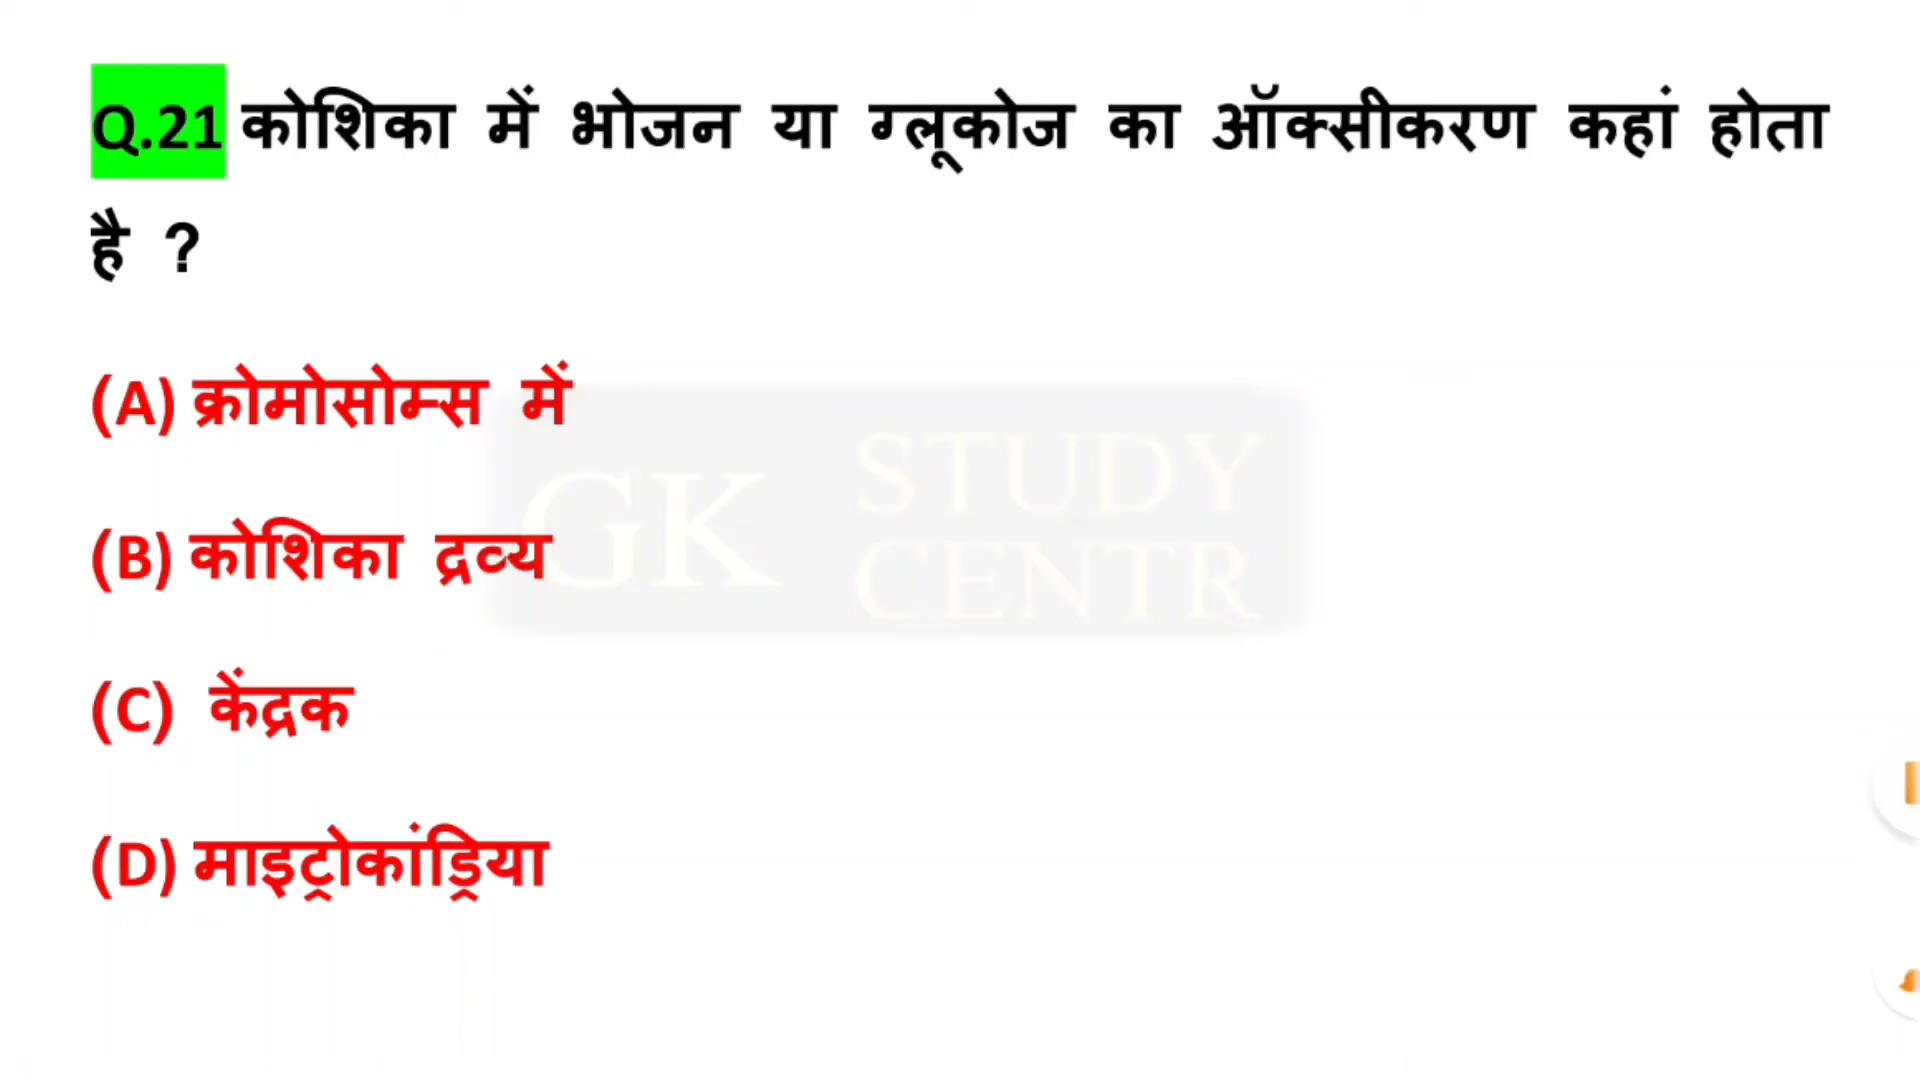 Q.21 कोशिका में भोजन या ग्लूकोज का ऑक्सीकरण कहां होता
है ?
(A) क्रोमोसोम्स में
GK STUDY
CENTR
(B) कोशिका द्रव्य
(C) केंद्रक
(D) माइट्रोकांड्रिया